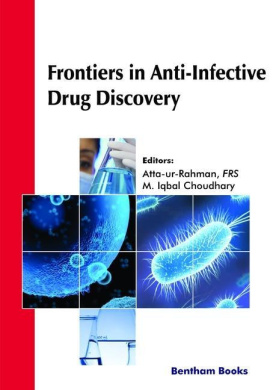 Frontiers in Anti-Infective
Drug Discovery
Editors:
Atta-ur-Rahman, FRS
M. Iqbal Choudhary
Bentham Books